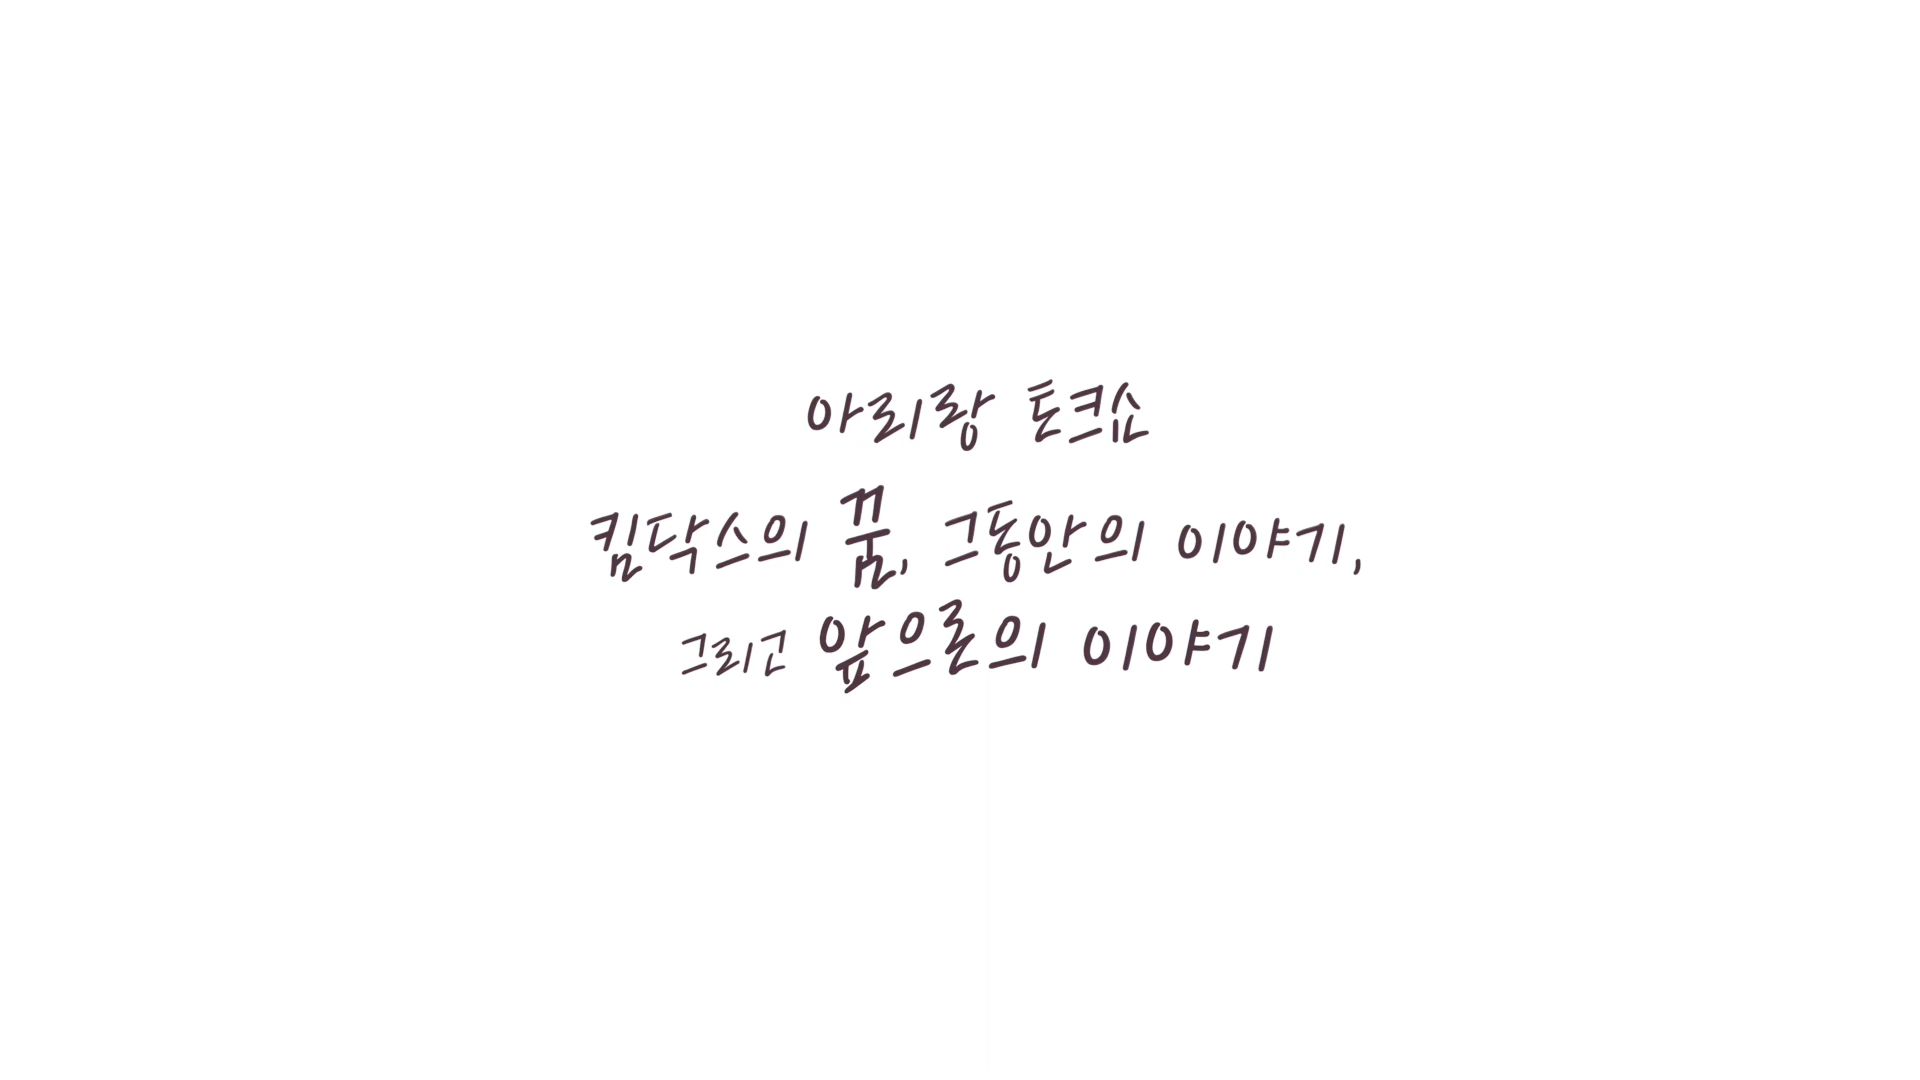 아리랑 토크쇼
킴닥스의 꿈, 그동안의 이야기,
그리고 앞으로의 이야기